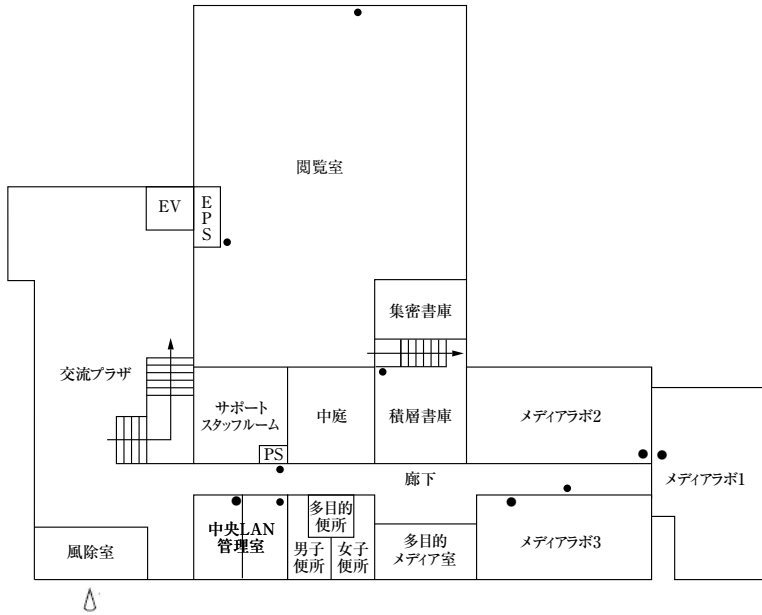 閲覧室
EV
E
P
S
集密書庫
交流プラザ
サポート
スタッフルーム
中庭
積層書庫
メディアラボ2
PS
廊下
メディアラボ1
中央LAN
管理室
多目的
便所
男子
便所
女子
便所
多目的
メディア室
メディアラボ3
風除室